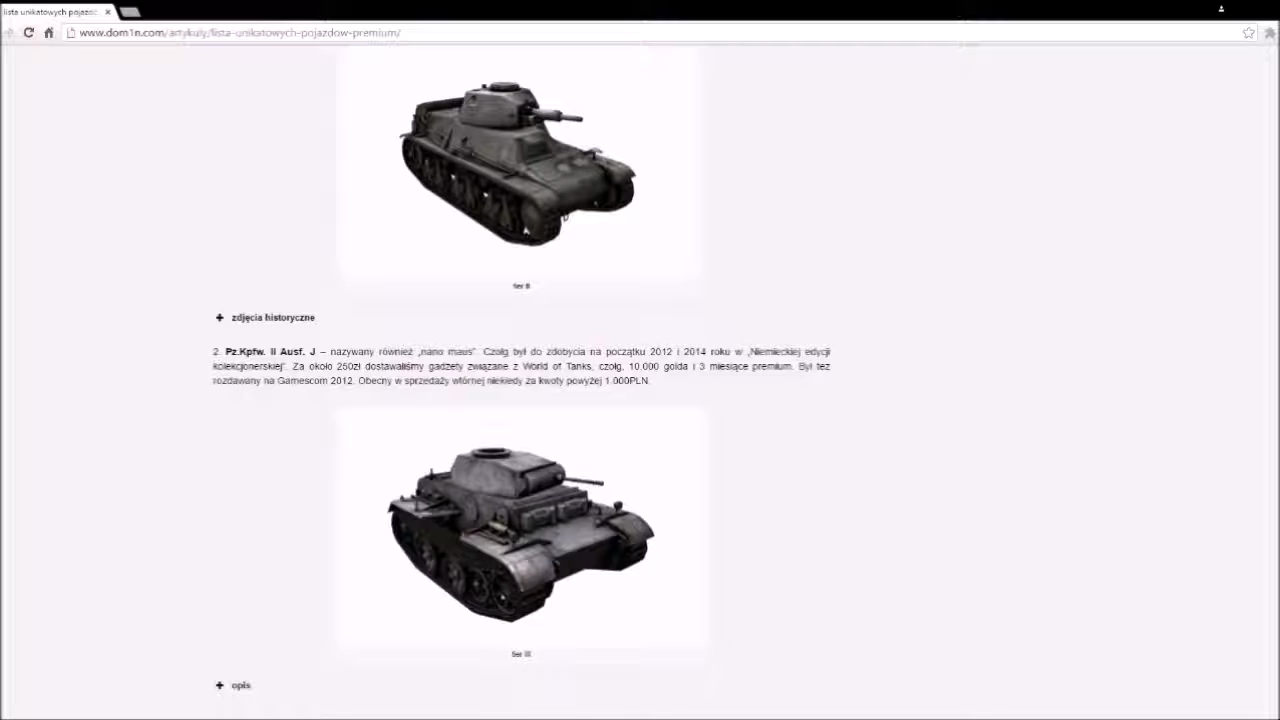 lista unikatowych pojazdó
www.dom1n.com/artykuly/lista-unikatowych-pojazdow-premium/
tier II
zdjęcia historyczne
2. Pz.Kpfw. II Ausf. J – nazywany również „nano maus". Czołg był do zdobycia na początku 2012 i 2014 roku w „Niemieckiej edycji
kolekcjonerskiej". Za około 250zł dostawaliśmy gadżety związane z World of Tanks, czołg, 10.000 golda i 3 miesiące premium. Był też
rozdawany na Gamescom 2012. Obecny w sprzedaży wtórnej niekiedy za kwoty powyżej 1.000PLN.
tier III
opis